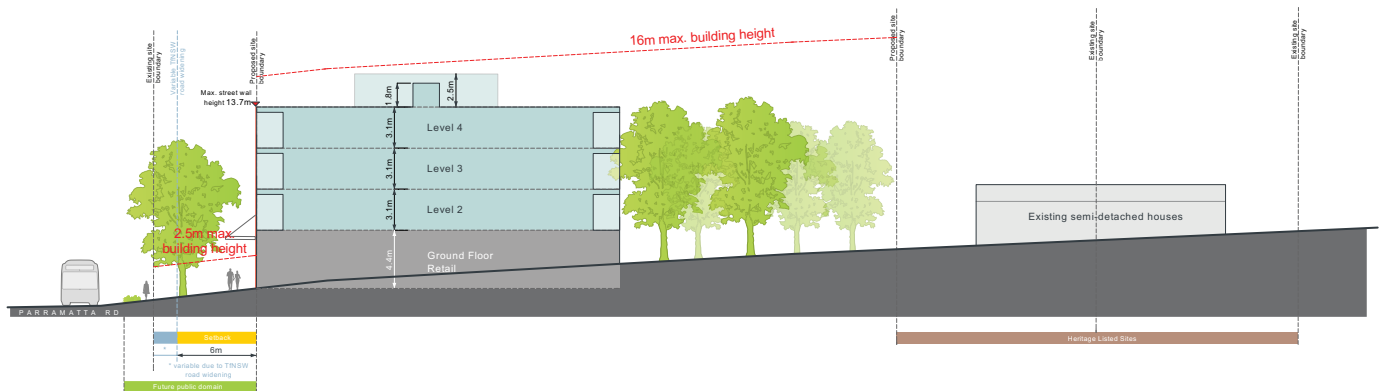 Existing site
boundary
Variable TfNSW
road widening
Proposed site
boundary
16m max. building height
Proposed site
boundary
Existing site
boundary
Existing site
boundary
Max. street wall
height 13.7m
1.8m
2.5m
3.1m
Level 4
3.1m
Level 3
3.1m
Level 2
2.5m max.
building height
4.4m
Ground Floor
Retail
Existing semi-detached houses
PARRAMATTA RD
Setback
Heritage Listed Sites
*
6m
* variable due to TfNSW
road widening
Future public domain